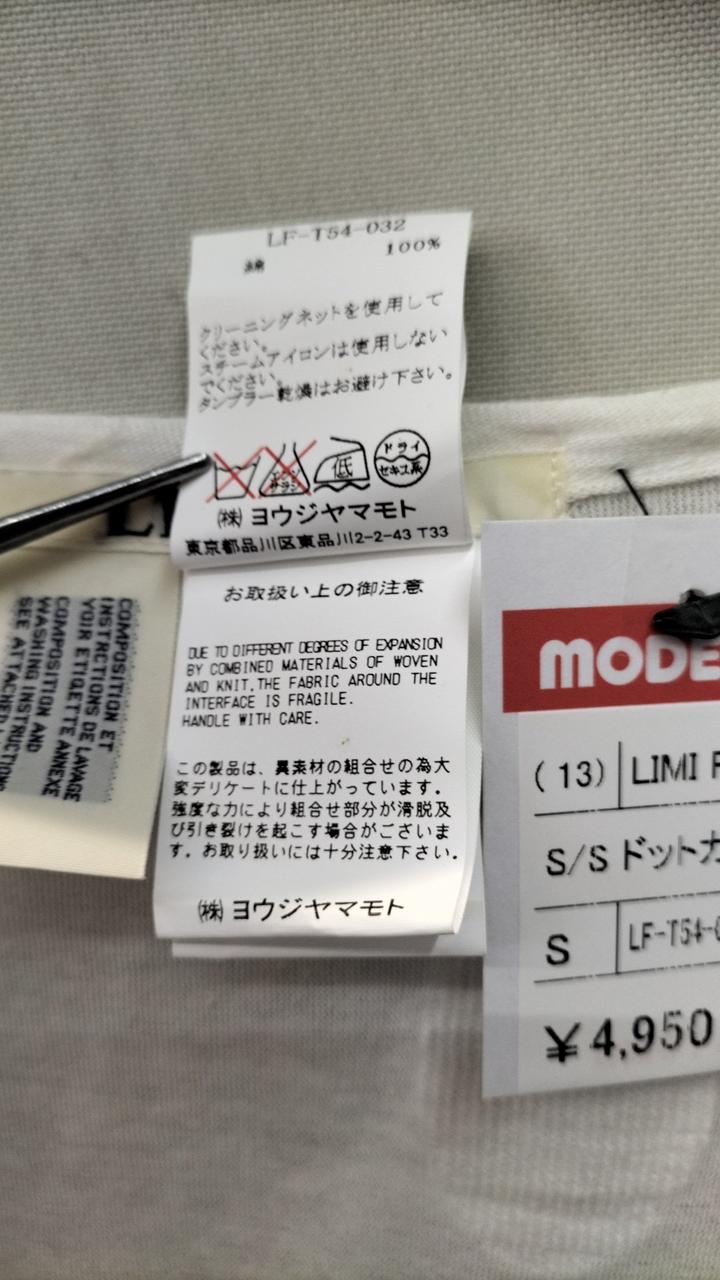 LF-T54-032
綿 100%
クリーニングネットを使用して
ください。
スチームアイロンは使用しない
でください。
タンブラー乾燥はお避け下さい。
エンソ
サラシ
低
ドライ
セキユ系
(株) ヨウジヤマモト
東京都品川区東品川2-2-43 T33
お取扱い上の御注意
DUE TO DIFFERENT DEGREES OF EXPANSION
BY COMBINED MATERIALS OF WOVEN
AND KNIT,THE FABRIC AROUND THE
INTERFACE IS FRAGILE.
HANDLE WITH CARE.
この製品は、異素材の組合せの為大
変デリケートに仕上がっています。
強度な力により組合せ部分が滑脱及
び引き裂けを起こす場合がございま
す。お取り扱いには十分注意下さい。
(株) ヨウジヤマモト
COMPOSITION ET
INSTRCTIONS DE LAVAGE
VOIR ETIQUETTE ANNEXE
COMPOSITION AND
WASHING INSTRUCTION
SEE ATTACHED
LI
MODE
(13) LIMI F
S/S ドットカ
S LF-T54-0
¥4,950